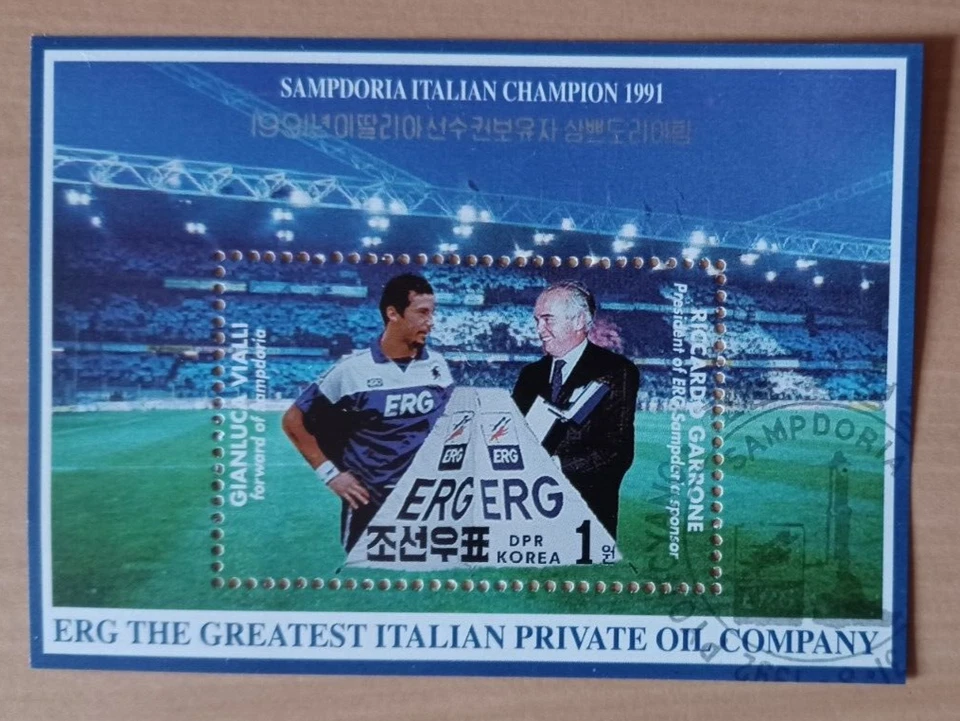 SAMPDORIA ITALIAN CHAMPION 1991
1991년 이딸리아선수권보유자 삼쁘도리아팀
GIANLUCA VIALLI
forward of Sampdoria
RICCARDO GARRONE
President of ERG Sampdoria sponsor
ERG
ERG
ERG
ERG ERG
조선우표
DPR
KOREA
1원
ERG THE GREATEST ITALIAN PRIVATE OIL COMPANY
SAMPDORIA
PYONGYANG
1992